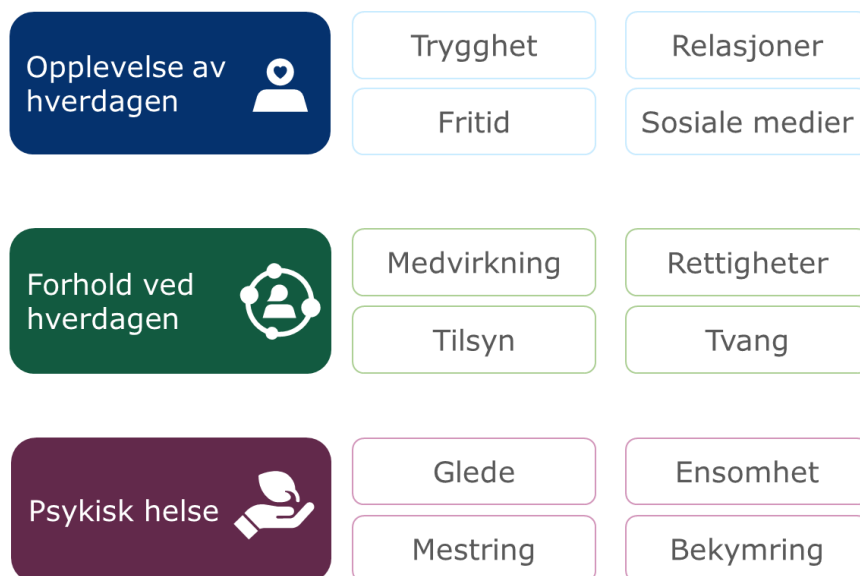 Opplevelse av
hverdagen
Trygghet
Relasjoner
Fritid
Sosiale medier
Forhold ved
hverdagen
Medvirkning
Rettigheter
Tilsyn
Tvang
Psykisk helse
Glede
Ensomhet
Mestring
Bekymring